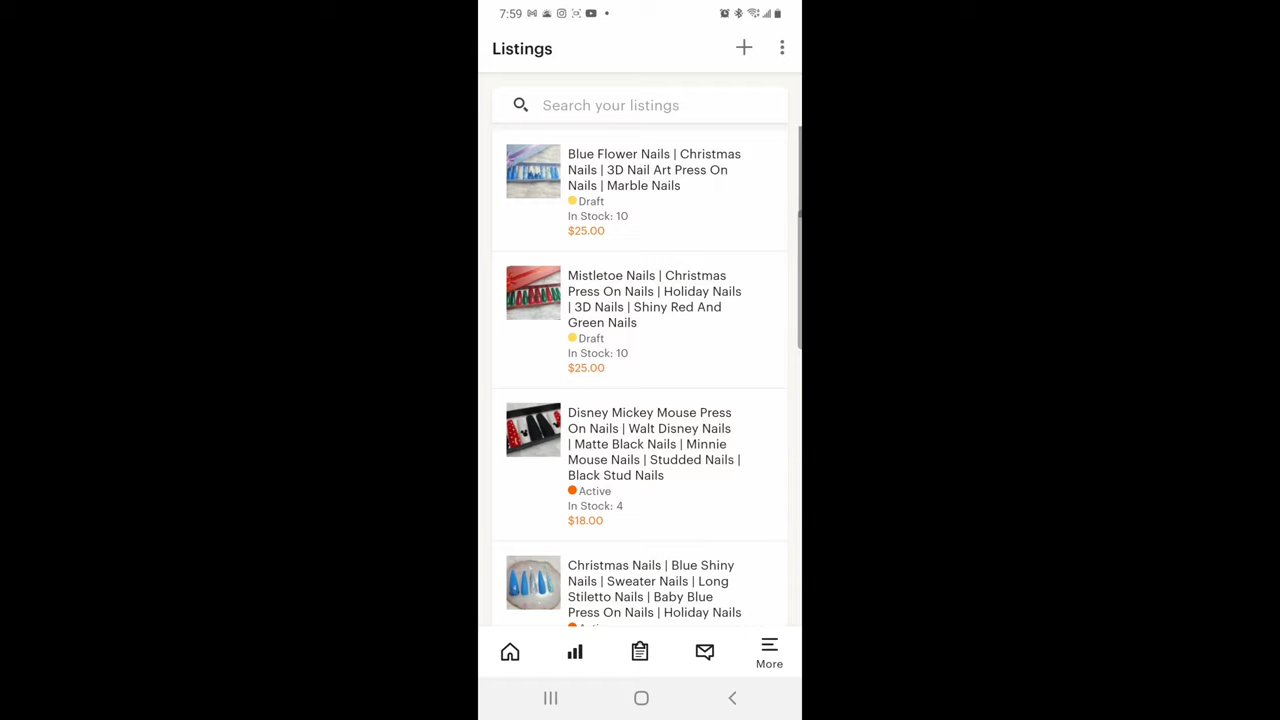 7:59
Listings
Search your listings
Blue Flower Nails | Christmas
Nails | 3D Nail Art Press On
Nails | Marble Nails
Draft
In Stock: 10
$25.00
Mistletoe Nails | Christmas
Press On Nails | Holiday Nails
| 3D Nails | Shiny Red And
Green Nails
Draft
In Stock: 10
$25.00
Disney Mickey Mouse Press
On Nails | Walt Disney Nails
| Matte Black Nails | Minnie
Mouse Nails | Studded Nails |
Black Stud Nails
Active
In Stock: 4
$18.00
Christmas Nails | Blue Shiny
Nails | Sweater Nails | Long
Stiletto Nails | Baby Blue
Press On Nails | Holiday Nails
More